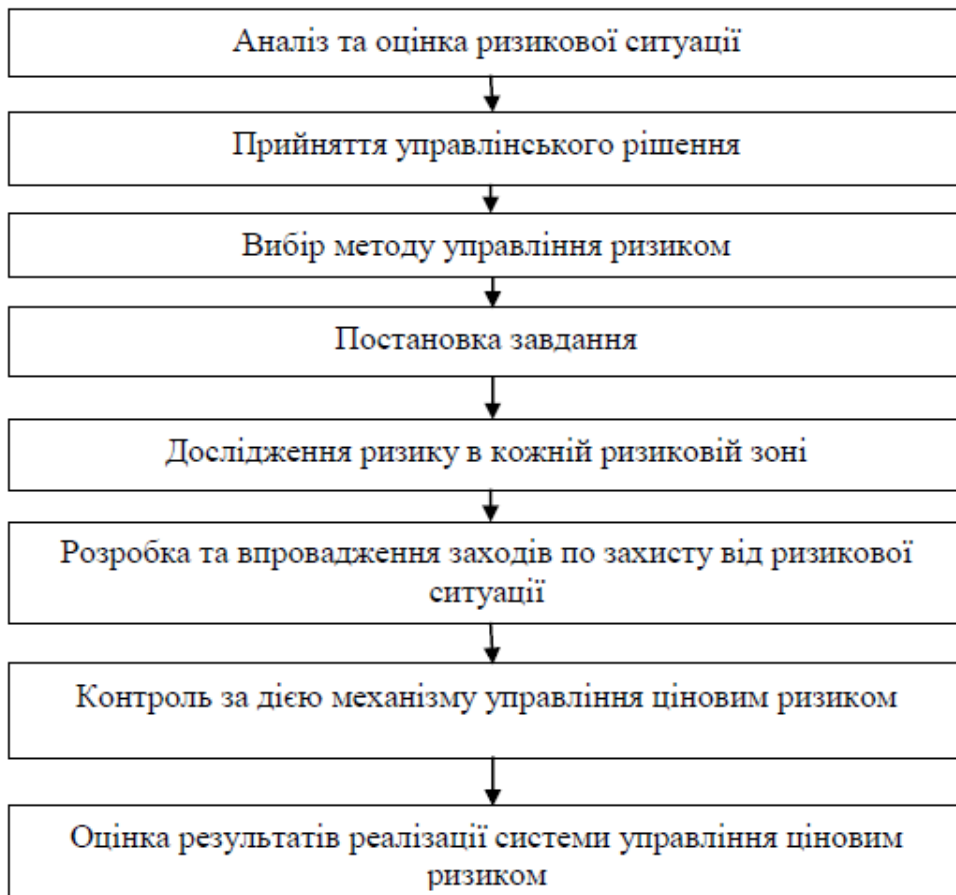 Аналіз та оцінка ризикової ситуації
Прийняття управлінського рішення
Вибір методу управління ризиком
Постановка завдання
Дослідження ризику в кожній ризиковій зоні
Розробка та впровадження заходів по захисту від ризикової
ситуації
Контроль за дією механізму управління ціновим ризиком
Оцінка результатів реалізації системи управління ціновим
ризиком